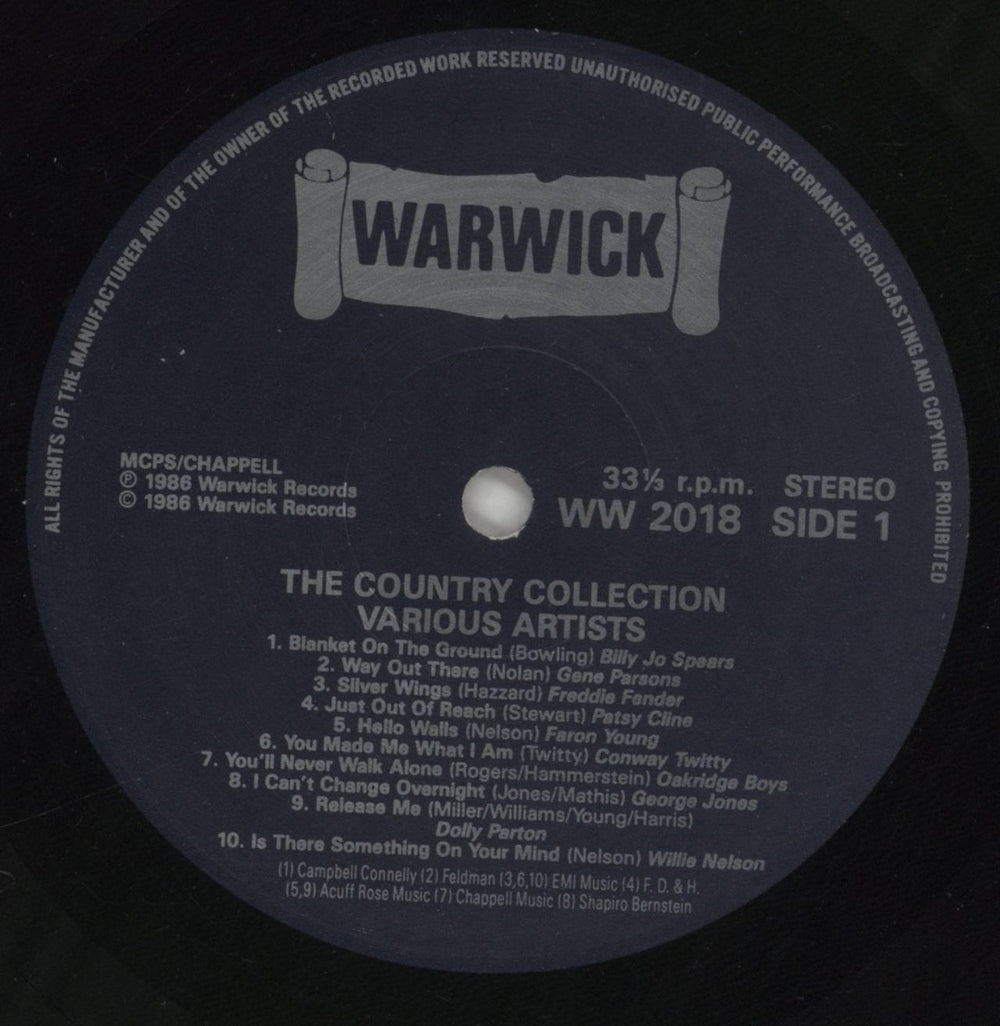 ALL RIGHTS OF THE MANUFACTURER AND OF THE OWNER OF THE RECORDED WORK RESERVED UNAUTHORISED PUBLIC PERFORMANCE BROADCASTING AND COPYING PROHIBITED
WARWICK
MCPS/CHAPPELL
℗ 1986 Warwick Records
© 1986 Warwick Records
33⅓ r.p.m. STEREO
WW 2018 SIDE 1
THE COUNTRY COLLECTION
VARIOUS ARTISTS
1. Blanket On The Ground (Bowling) Billy Jo Spears
2. Way Out There (Nolan) Gene Parsons
3. Silver Wings (Hazzard) Freddie Fender
4. Just Out Of Reach (Stewart) Patsy Cline
5. Hello Walls (Nelson) Faron Young
6. You Made Me What I Am (Twitty) Conway Twitty
7. You'll Never Walk Alone (Rogers/Hammerstein) Oakridge Boys
8. I Can't Change Overnight (Jones/Mathis) George Jones
9. Release Me (Miller/Williams/Young/Harris)
Dolly Parton
10. Is There Something On Your Mind (Nelson) Willie Nelson
(1) Campbell Connelly (2) Feldman (3,6,10) EMI Music (4) F. D. & H.
(5,9) Acuff Rose Music (7) Chappell Music (8) Shapiro Bernstein